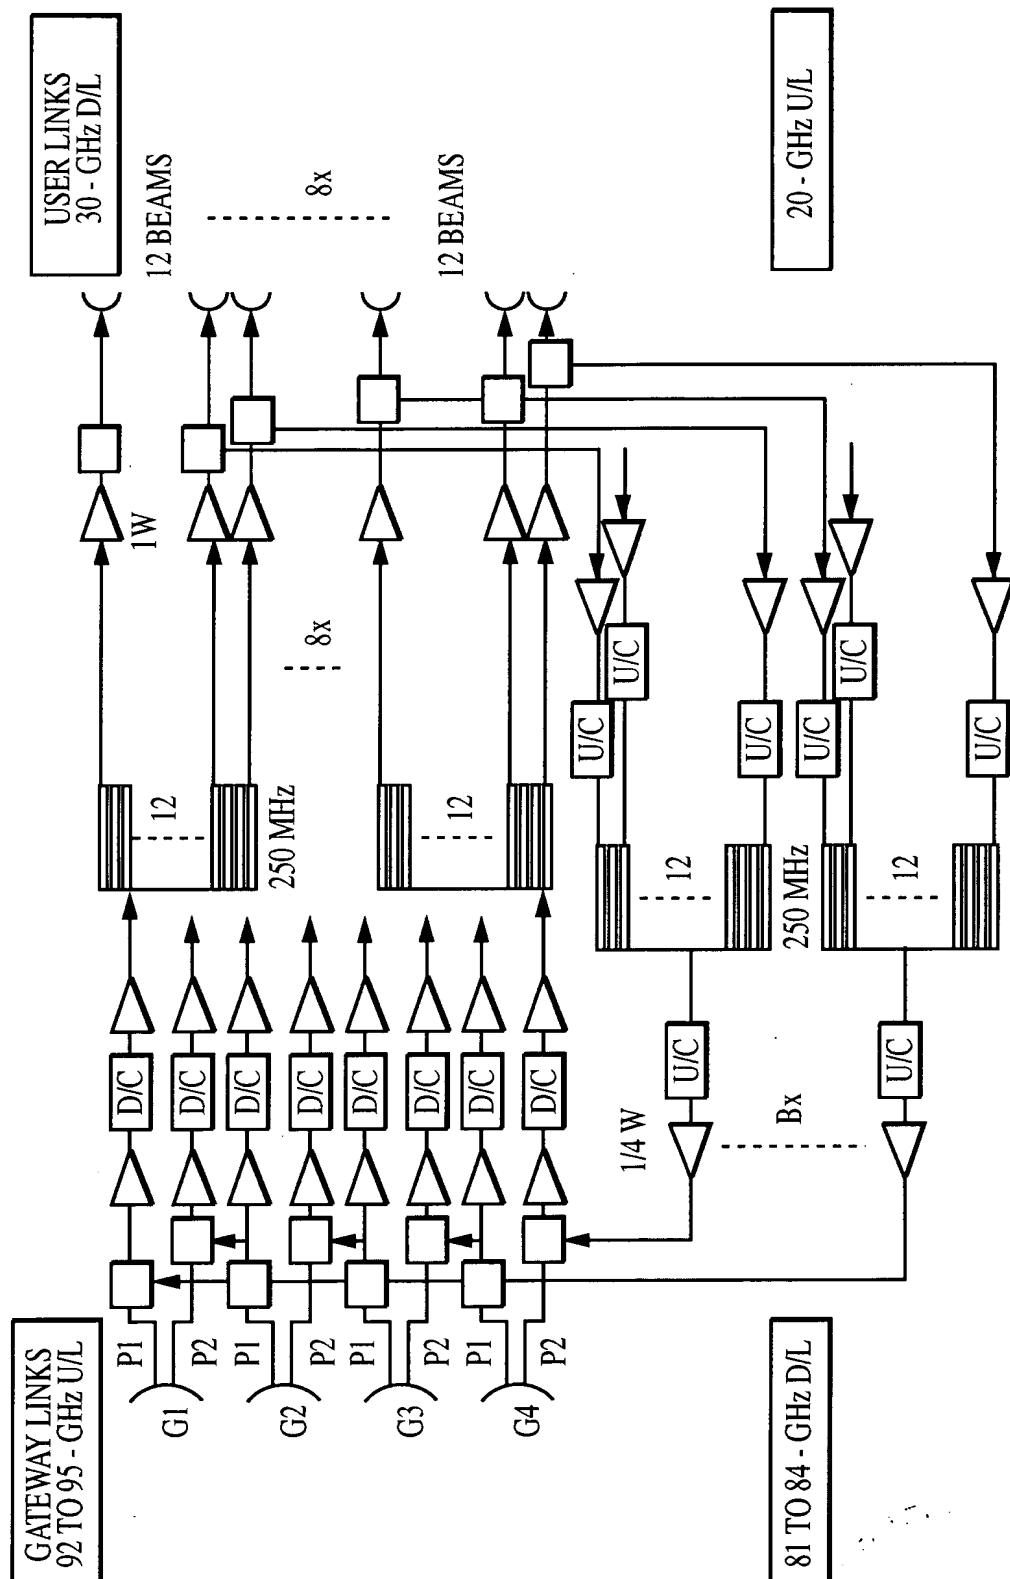 GATEWAY LINKS
92 TO 95 - GHz U/L
USER LINKS
30 - GHz D/L
P1
G1
P2
P1
G2
P2
P1
G3
P2
P1
G4
P2
D/C
D/C
D/C
D/C
D/C
D/C
D/C
D/C
12
250 MHz
8x
12
1W
12 BEAMS
8x
12 BEAMS
81 TO 84 - GHz D/L
20 - GHz U/L
1/4 W
Bx
U/C
U/C
12
250 MHz
12
U/C
U/C
U/C
U/C
U/C
U/C